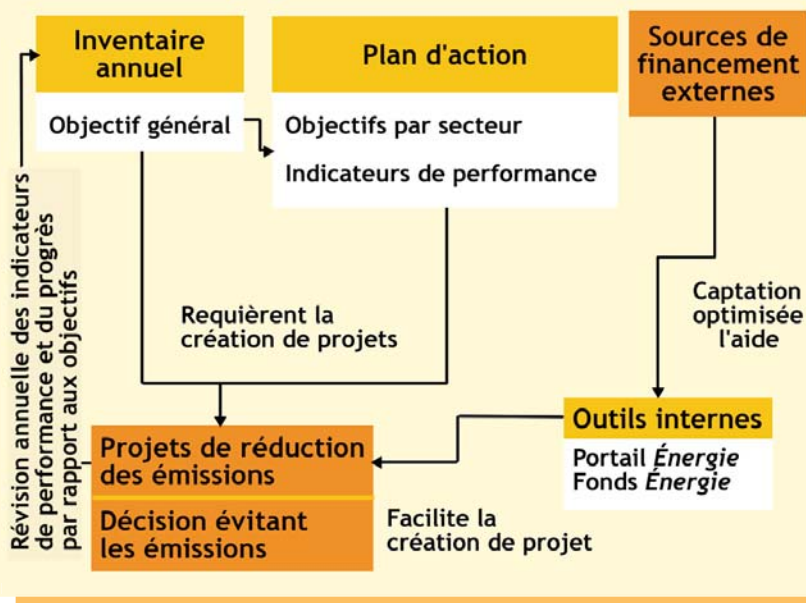 Inventaire
annuel
Objectif général
Plan d'action
Objectifs par secteur
Indicateurs de performance
Sources de
financement
externes
Captation
optimisée
l'aide
Requièrent la
création de projets
Outils internes
Portail Énergie
Fonds Énergie
Projets de réduction
des émissions
Décision évitant
les émissions
Facilite la
création de projet
Révision annuelle des indicateurs
de performance et du progrès
par rapport aux objectifs